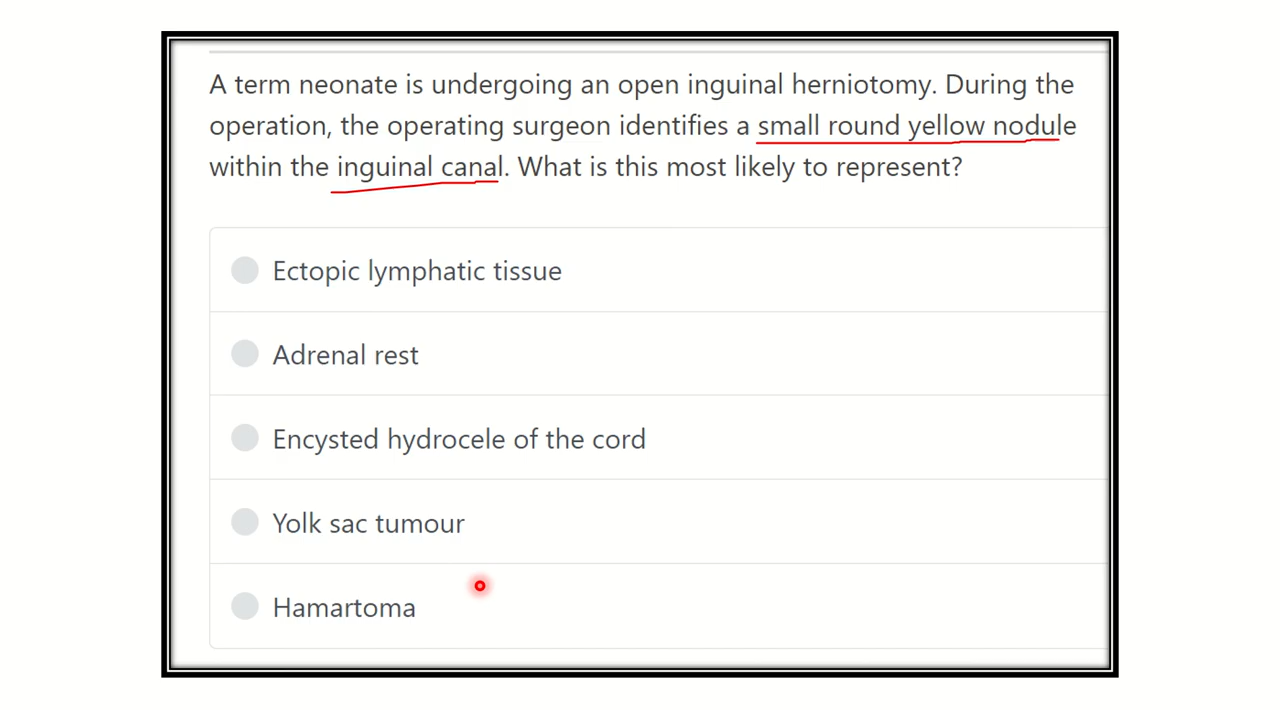 A term neonate is undergoing an open inguinal herniotomy. During the
operation, the operating surgeon identifies a small round yellow nodule
within the inguinal canal. What is this most likely to represent?
Ectopic lymphatic tissue
Adrenal rest
Encysted hydrocele of the cord
Yolk sac tumour
Hamartoma